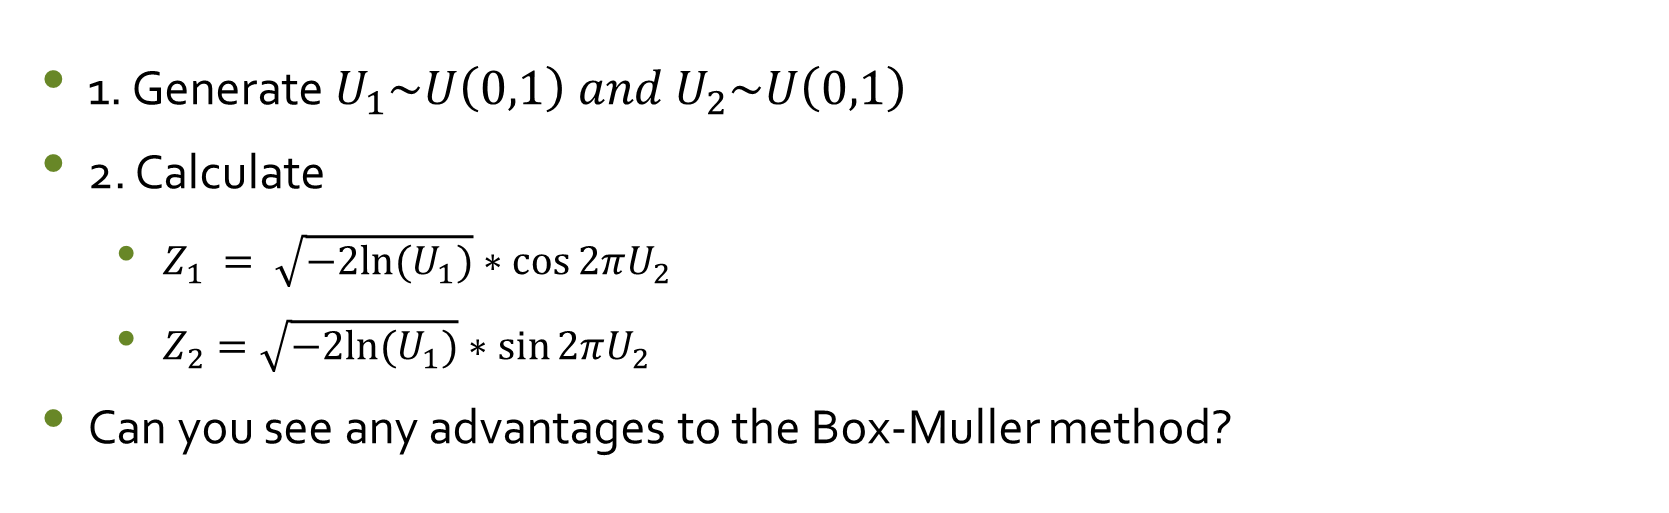 • 1. Generate U₁~U(0,1) and U₂~U(0,1)
• 2. Calculate
• Z₁ = √(−2ln(U₁)) * cos 2πU₂
• Z₂ = √(−2ln(U₁)) * sin 2πU₂
• Can you see any advantages to the Box-Muller method?